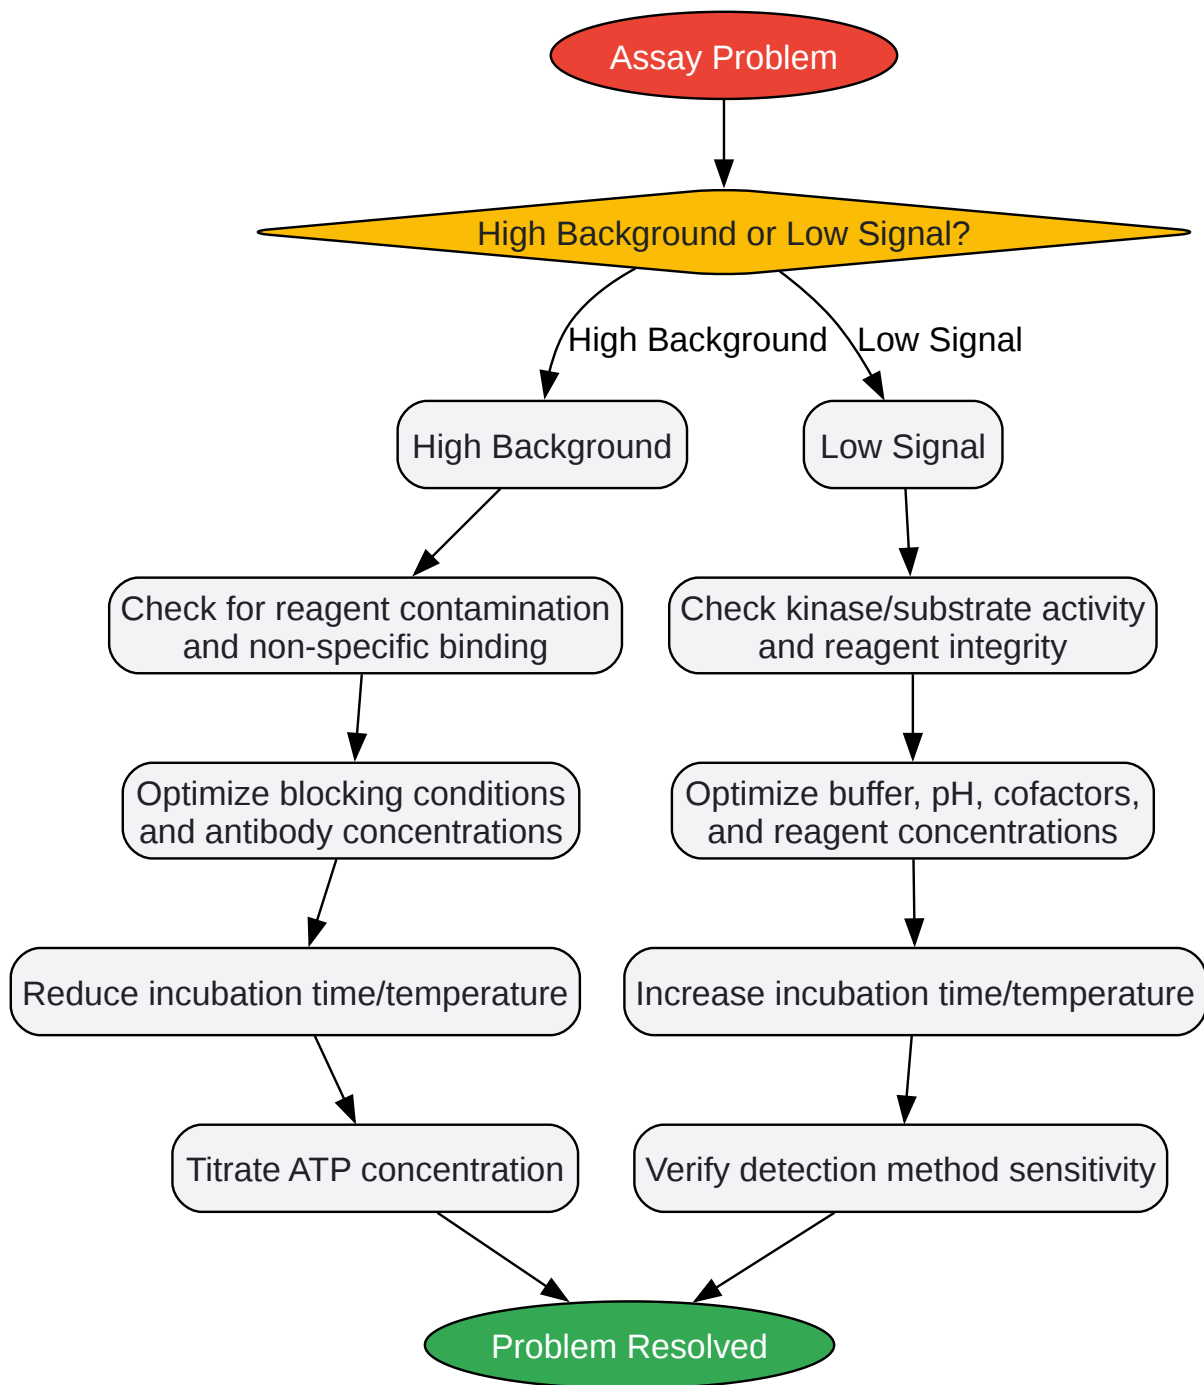 Assay Problem
High Background or Low Signal?
High Background
Low Signal
High Background
Low Signal
Check for reagent contamination
and non-specific binding
Check kinase/substrate activity
and reagent integrity
Optimize blocking conditions
and antibody concentrations
Optimize buffer, pH, cofactors,
and reagent concentrations
Reduce incubation time/temperature
Increase incubation time/temperature
Titrate ATP concentration
Verify detection method sensitivity
Problem Resolved